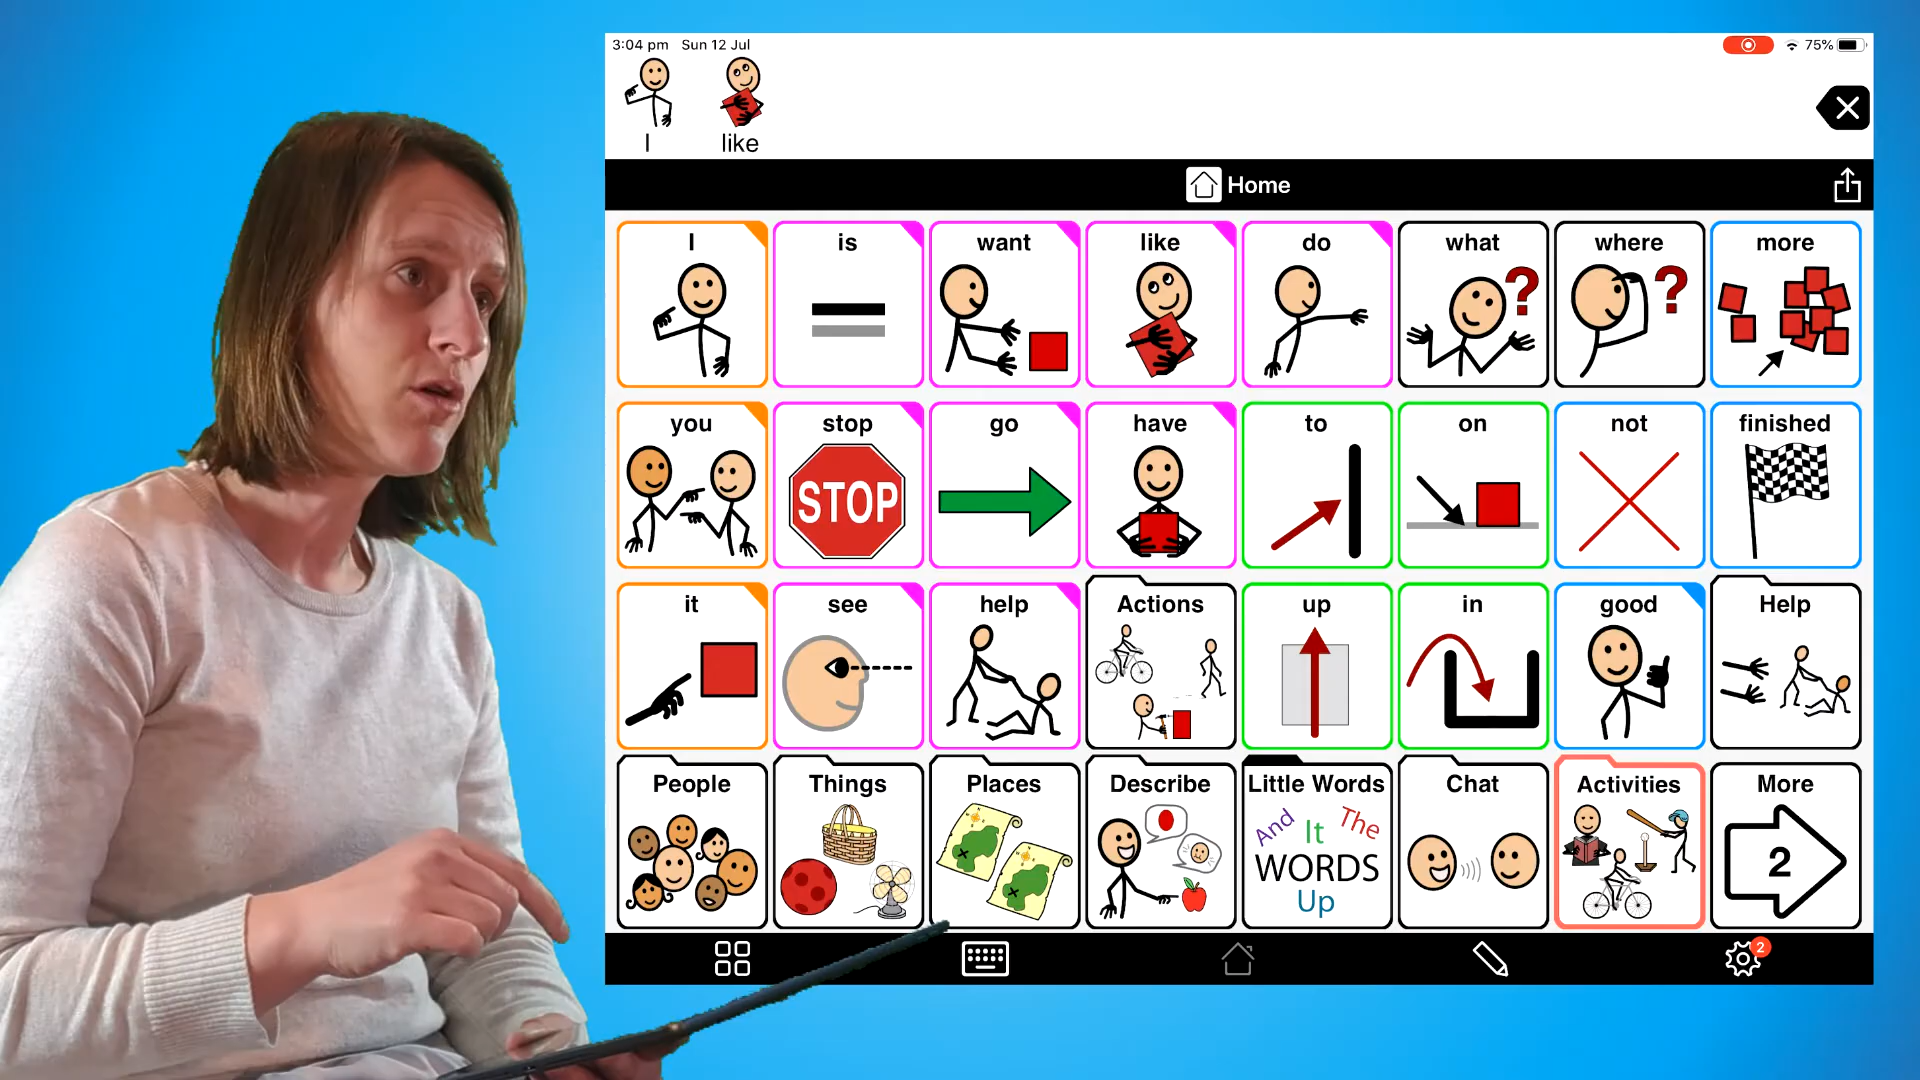 3:04 pm Sun 12 Jul 75%
I like
Home
I is want like do what where more
you stop go have to on not finished
STOP
it see help Actions up in good Help
People Things Places Describe Little Words Chat Activities More
And It The
WORDS
Up
2
2